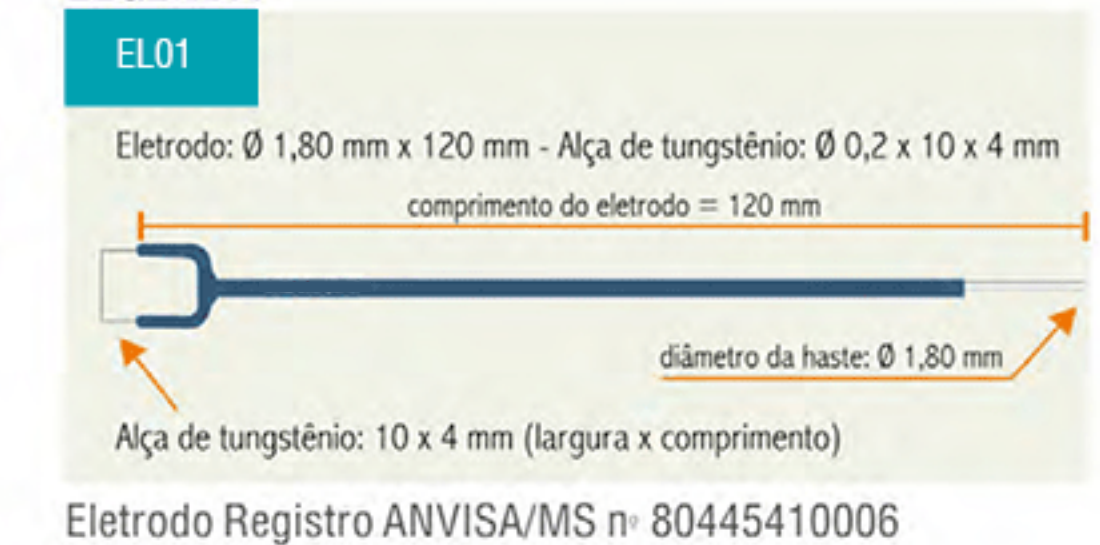 EL01
Eletrodo: Ø 1,80 mm x 120 mm - Alça de tungstênio: Ø 0,2 x 10 x 4 mm
comprimento do eletrodo = 120 mm
diâmetro da haste: Ø 1,80 mm
Alça de tungstênio: 10 x 4 mm (largura x comprimento)
Eletrodo Registro ANVISA/MS nº 80445410006